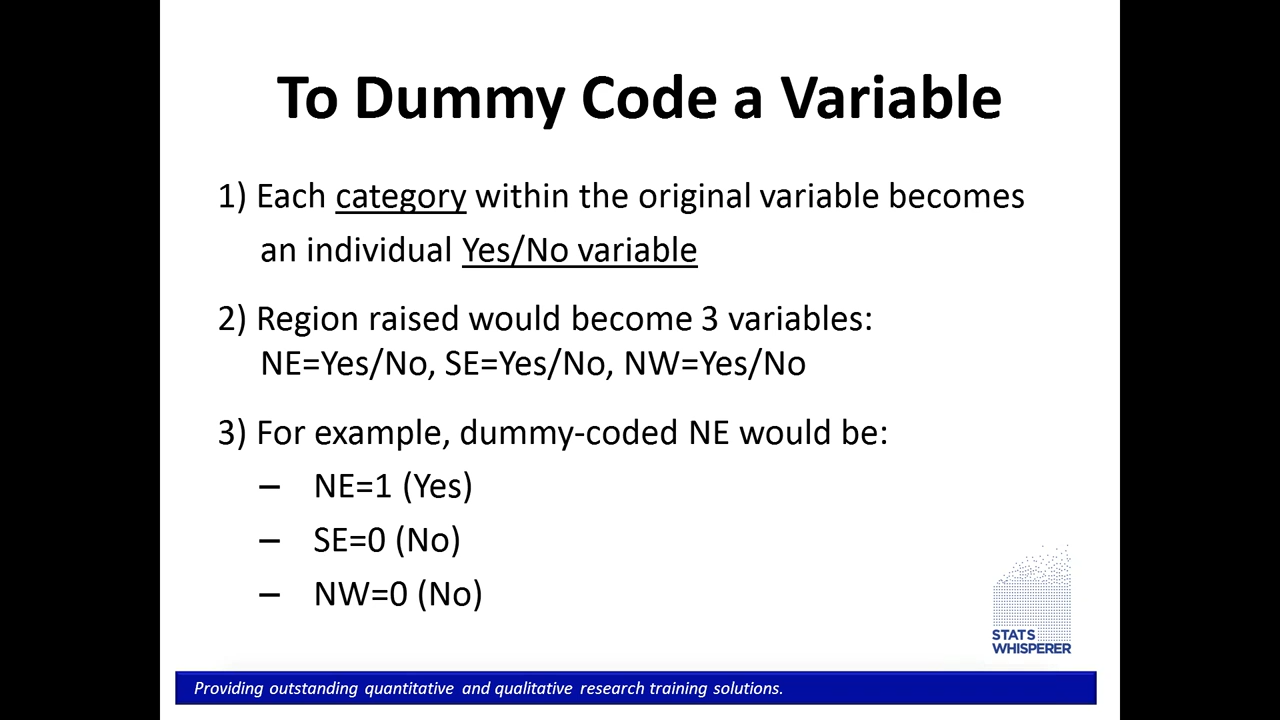 To Dummy Code a Variable
1) Each category within the original variable becomes
an individual Yes/No variable
2) Region raised would become 3 variables:
NE=Yes/No, SE=Yes/No, NW=Yes/No
3) For example, dummy-coded NE would be:
– NE=1 (Yes)
– SE=0 (No)
– NW=0 (No)
STATS
WHISPERER
Providing outstanding quantitative and qualitative research training solutions.